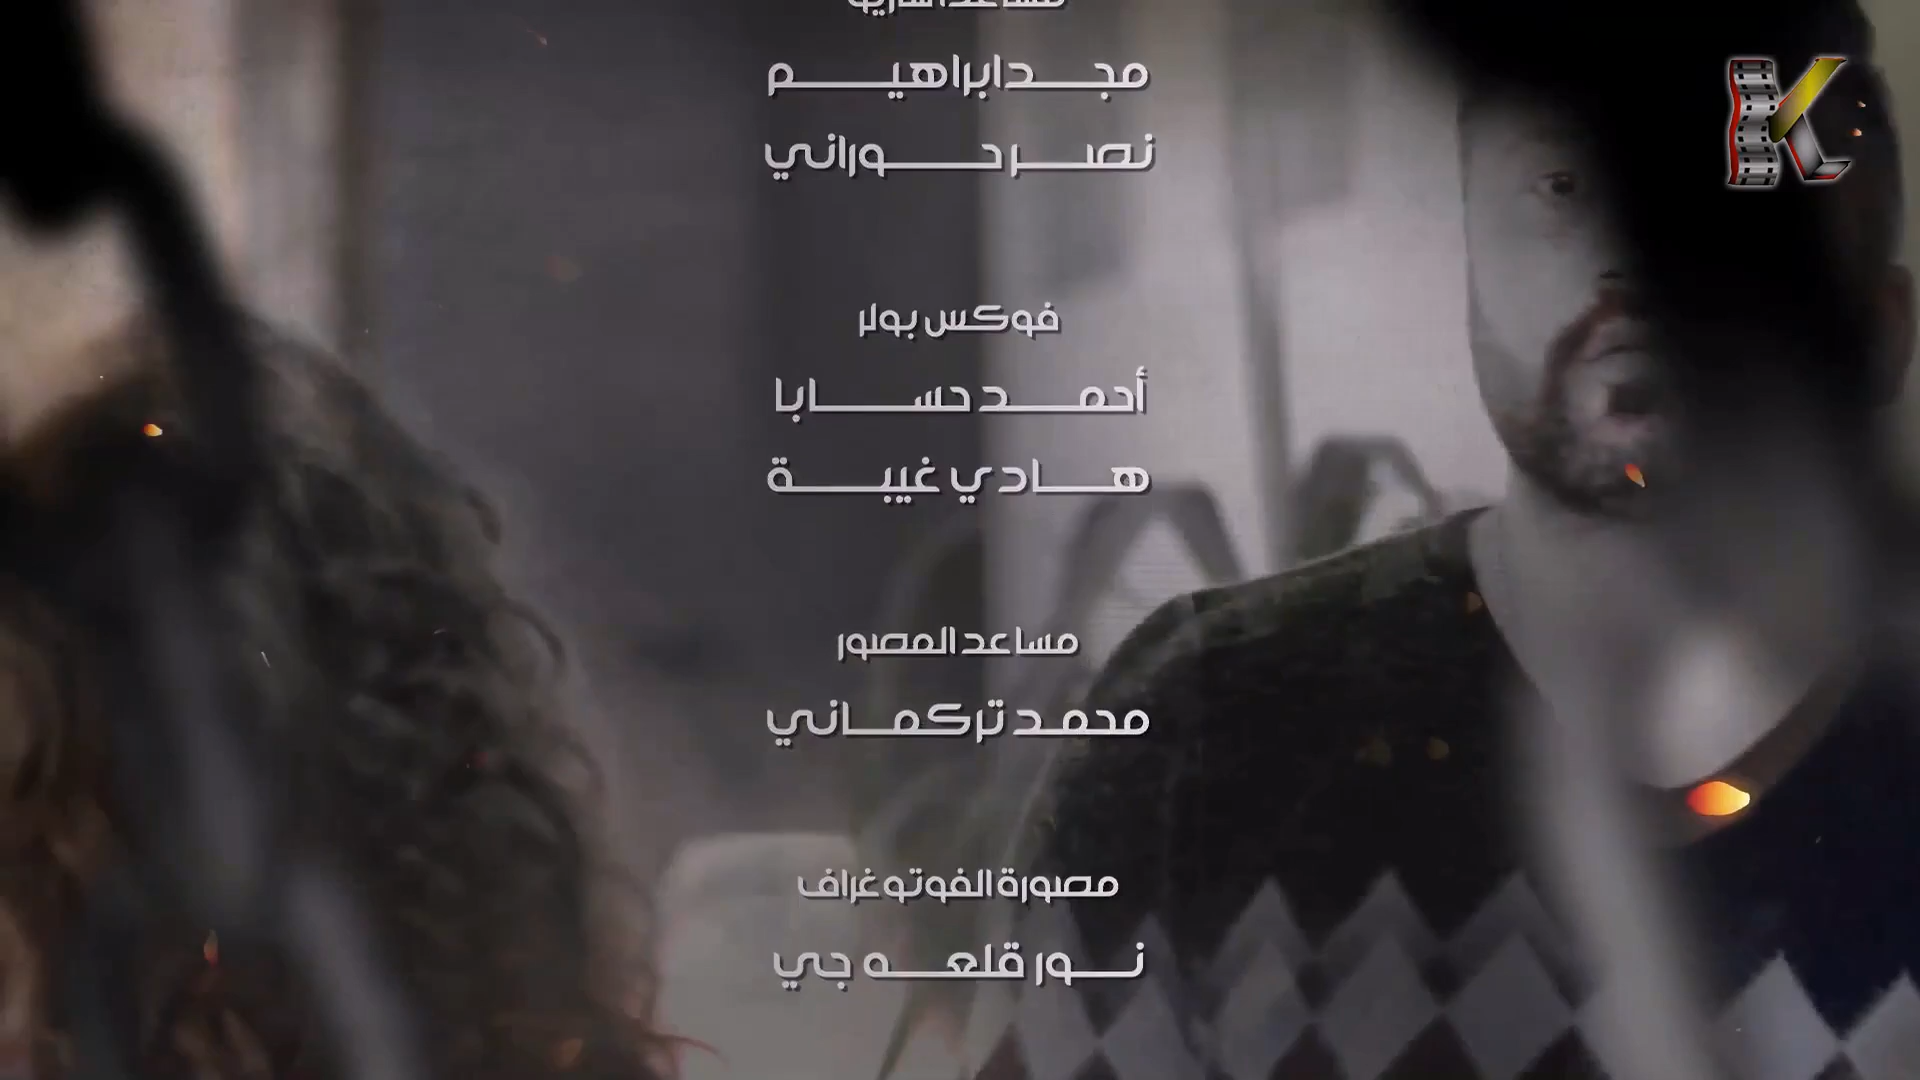 مجد ابراهيم
نصر حوراني
فوكس بولر
أحمد حسابا
هادي غيبة
مساعد المصور
محمد تركماني
مصورة الفوتوغراف
نور قلعه جي